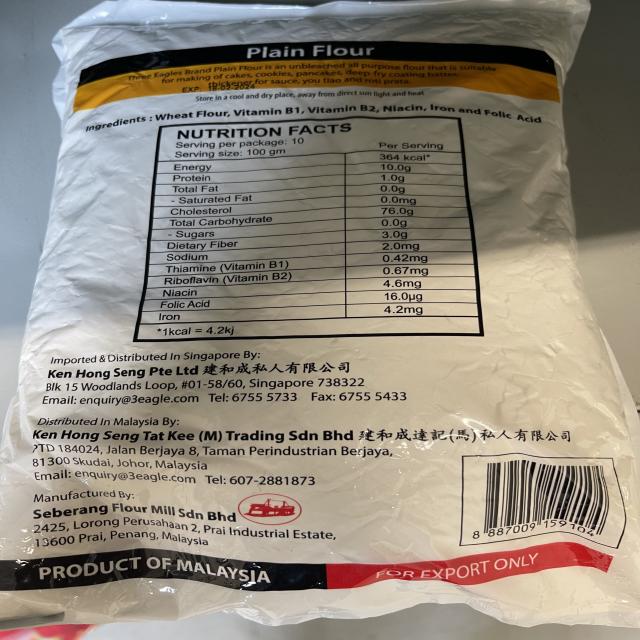 Plain Flour
Three Eagles Brand Plain Flour is an unbleached all purpose flour that is suitable
for making of cakes, cookies, pancakes, deep-fry coating batter,
thickener for sauce, you tiao and roti prata.
EXP:
Store in a cool and dry place, away from direct sun light and heat
Ingredients : Wheat Flour, Vitamin B1, Vitamin B2, Niacin, Iron and Folic Acid
NUTRITION FACTS
Serving per package: 10
Serving size: 100 gm Per Serving
Energy 364 kcal*
Protein 10.0g
Total Fat 1.0g
- Saturated Fat 0.0g
Cholesterol 0.0mg
Total Carbohydrate 76.0g
- Sugars 0.0g
Dietary Fiber 3.0g
Sodium 2.0mg
Thiamine (Vitamin B1) 0.42mg
Riboflavin (Vitamin B2) 0.67mg
Niacin 4.6mg
Folic Acid 16.0µg
Iron 4.2mg
*1kcal = 4.2kj
Imported & Distributed In Singapore By:
Ken Hong Seng Pte Ltd 建和成私人有限公司
Blk 15 Woodlands Loop, #01-58/60, Singapore 738322
Email: enquiry@3eagle.com Tel: 6755 5733 Fax: 6755 5433
Distributed In Malaysia By:
Ken Hong Seng Tat Kee (M) Trading Sdn Bhd 建和成達記(馬)私人有限公司
PTD 184024, Jalan Berjaya 8, Taman Perindustrian Berjaya,
81300 Skudai, Johor, Malaysia
Email: enquiry@3eagle.com Tel: 607-2881873
Manufactured By:
Seberang Flour Mill Sdn Bhd
2425, Lorong Perusahaan 2, Prai Industrial Estate,
13600 Prai, Penang, Malaysia
8 887009 159104
PRODUCT OF MALAYSIA
FOR EXPORT ONLY